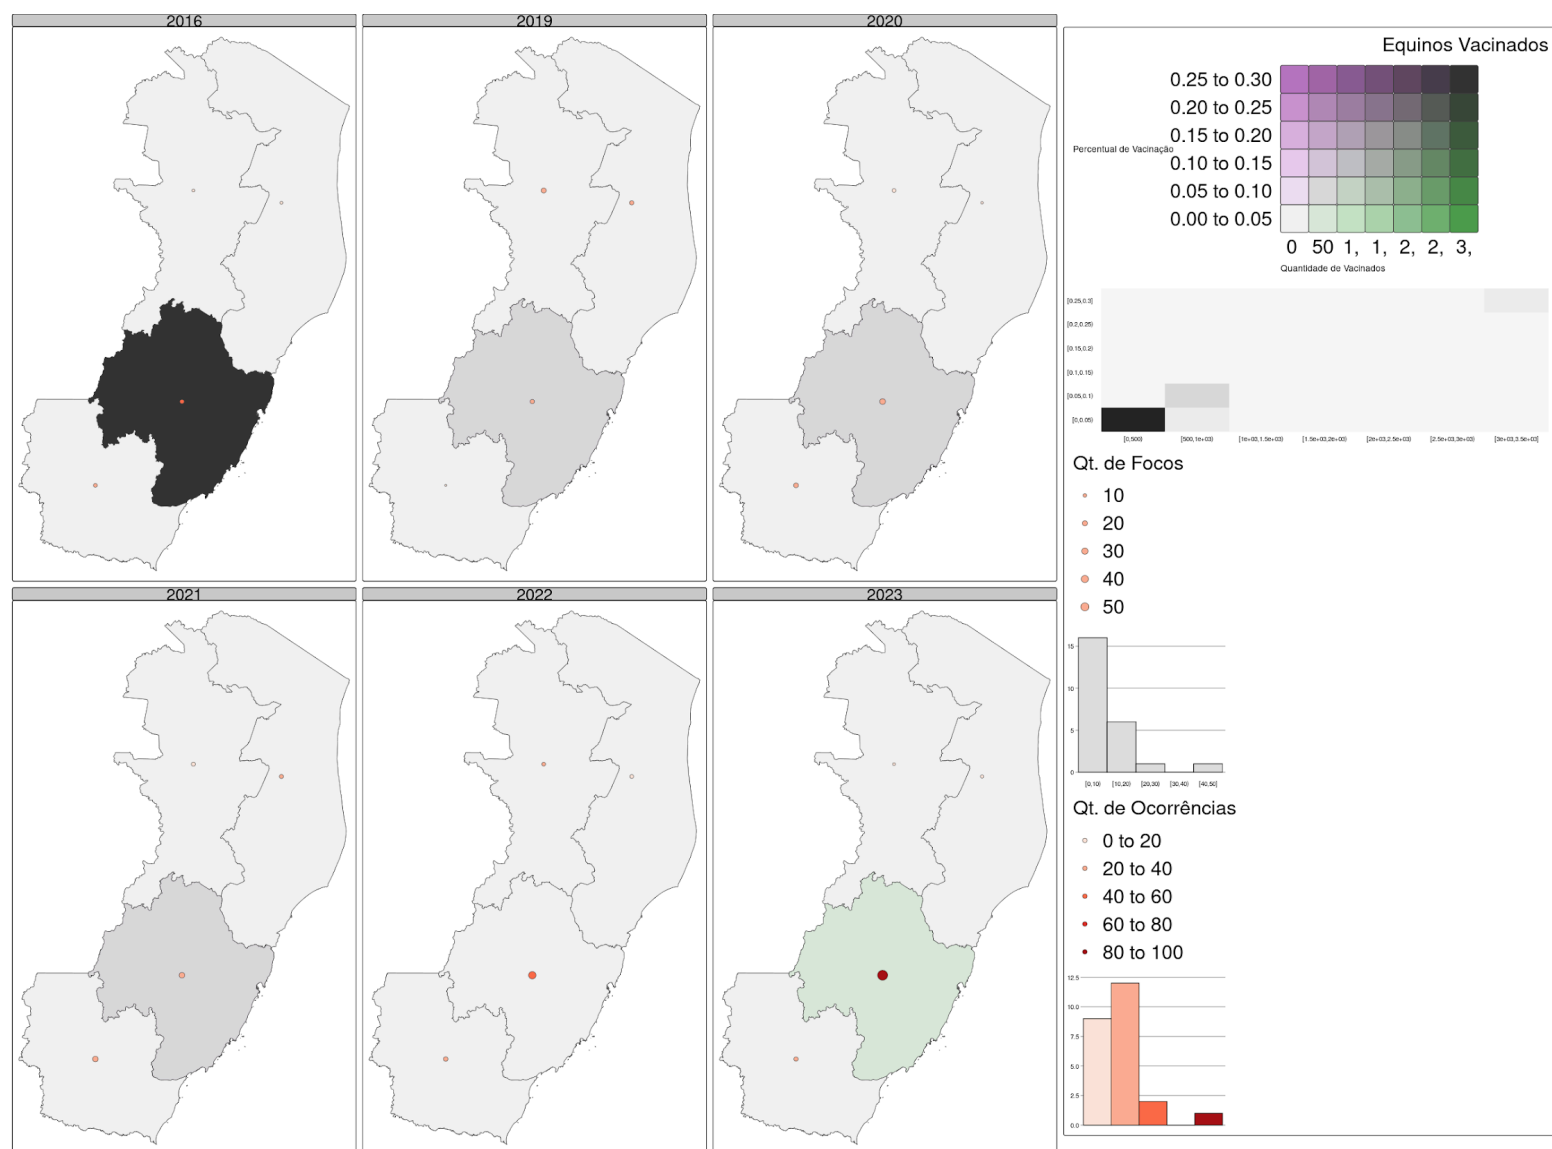 2016
2019
2020
2021
2022
2023
Equinos Vacinados
0.25 to 0.30
0.20 to 0.25
0.15 to 0.20
Percentual de Vacinação
0.10 to 0.15
0.05 to 0.10
0.00 to 0.05
0 50 1, 1, 2, 2, 3,
Quantidade de Vacinados
[0.25,0.3]
[0.2,0.25)
[0.15,0.2)
[0.1,0.15)
[0.05,0.1)
[0,0.05)
[0,500) [500,1e+03) [1e+03,1.5e+03) [1.5e+03,2e+03) [2e+03,2.5e+03) [2.5e+03,3e+03) [3e+03,3.5e+03]
Qt. de Focos
10
20
30
40
50
15
10
5
0
[0,10) [10,20) [20,30) [30,40) [40,50]
Qt. de Ocorrências
0 to 20
20 to 40
40 to 60
60 to 80
80 to 100
12.5
10.0
7.5
5.0
2.5
0.0